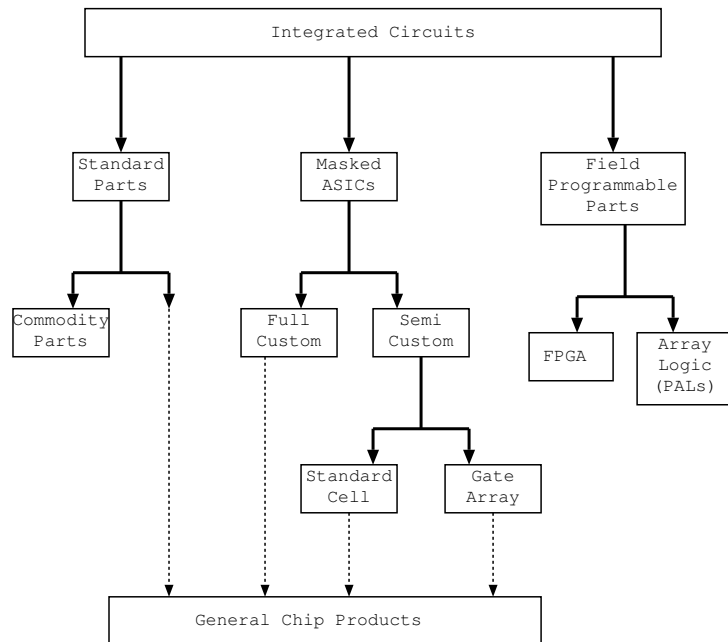 Integrated Circuits
Standard
Parts
Masked
ASICs
Field
Programmable
Parts
Commodity
Parts
Full
Custom
Semi
Custom
FPGA
Array
Logic
(PALs)
Standard
Cell
Gate
Array
General Chip Products